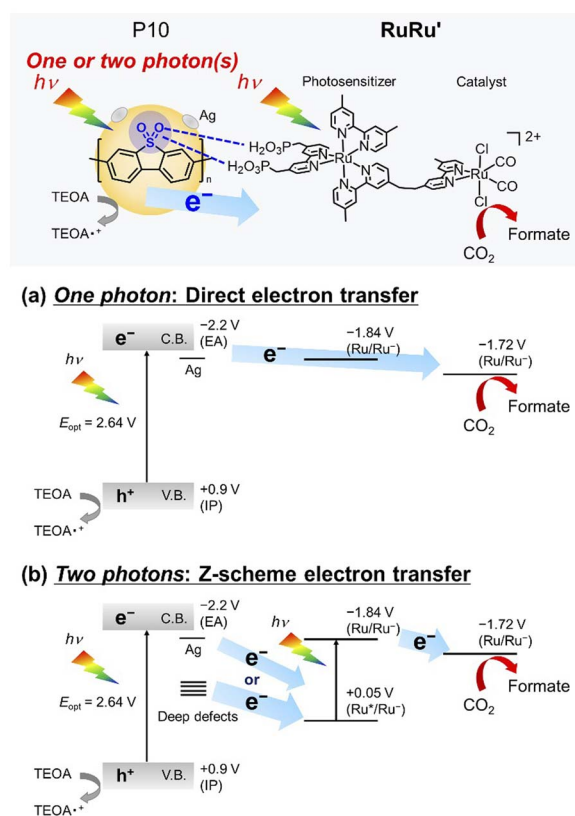 P10
RuRu'
One or two photon(s)
hν
hν
Photosensitizer
Catalyst
Ag
O O
S
n
H₂O₃P
H₂O₃P
N
N
N
N
N
N
Ru
N
N
Ru
Cl
CO
CO
Cl
2+
TEOA
TEOA•⁺
e⁻
CO₂
Formate
(a) One photon: Direct electron transfer
e⁻ C.B.
−2.2 V
(EA)
Ag
hν
e⁻
−1.84 V
(Ru/Ru⁻)
−1.72 V
(Ru/Ru⁻)
Eopt = 2.64 V
CO₂
Formate
TEOA
TEOA•⁺
h⁺ V.B.
+0.9 V
(IP)
(b) Two photons: Z-scheme electron transfer
e⁻ C.B.
−2.2 V
(EA)
Ag
hν
hν
−1.84 V
(Ru/Ru⁻)
e⁻
−1.72 V
(Ru/Ru⁻)
e⁻
or
e⁻
Eopt = 2.64 V
Deep defects
+0.05 V
(Ru*/Ru⁻)
CO₂
Formate
TEOA
TEOA•⁺
h⁺ V.B.
+0.9 V
(IP)